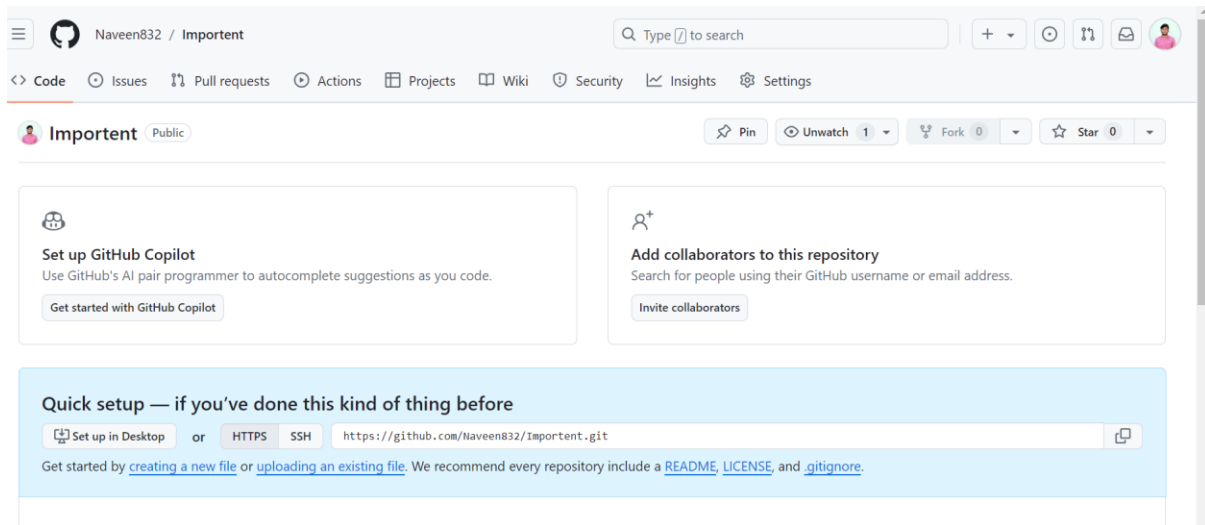 Naveen832 / Importent
Type / to search
Code Issues Pull requests Actions Projects Wiki Security Insights Settings
Importent Public
Pin Unwatch 1 Fork 0 Star 0
Set up GitHub Copilot
Use GitHub's AI pair programmer to autocomplete suggestions as you code.
Get started with GitHub Copilot
Add collaborators to this repository
Search for people using their GitHub username or email address.
Invite collaborators
Quick setup — if you've done this kind of thing before
Set up in Desktop or HTTPS SSH https://github.com/Naveen832/Importent.git
Get started by creating a new file or uploading an existing file. We recommend every repository include a README, LICENSE, and .gitignore.